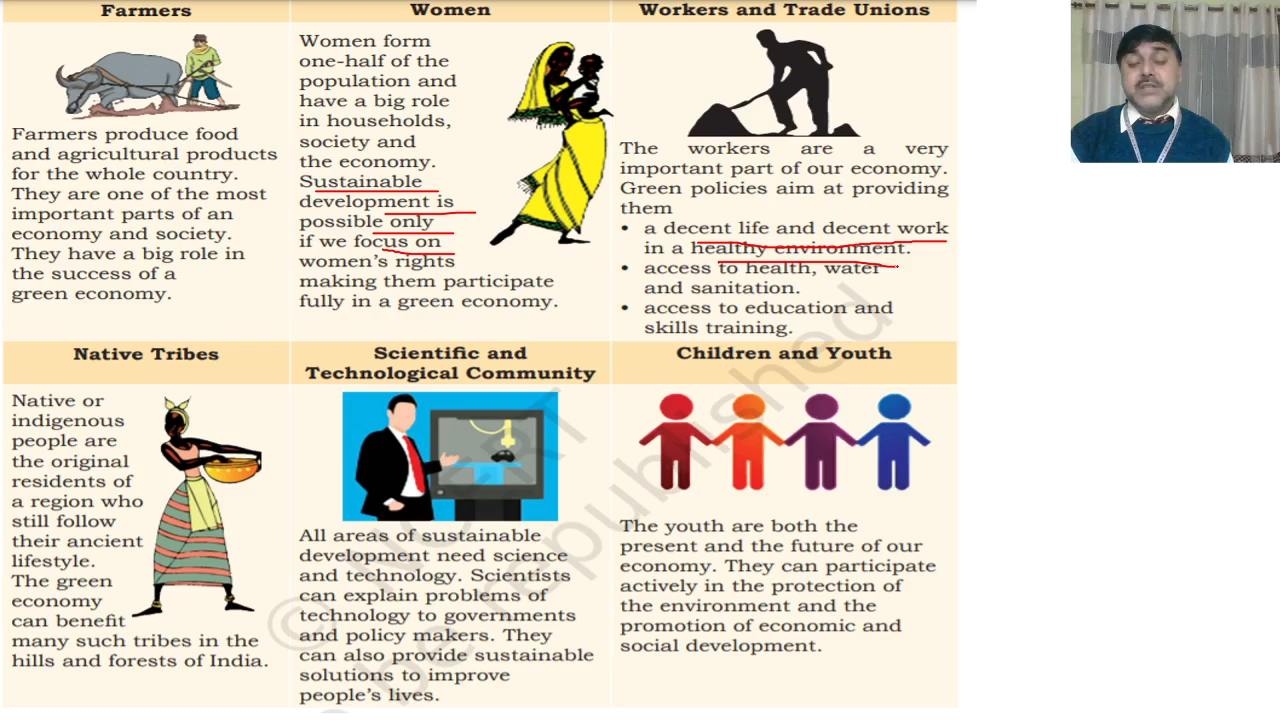 Farmers
Farmers produce food
and agricultural products
for the whole country.
They are one of the most
important parts of an
economy and society.
They have a big role in
the success of a
green economy.
Women
Women form
one-half of the
population and
have a big role
in households,
society and
the economy.
Sustainable
development is
possible only
if we focus on
women's rights
making them participate
fully in a green economy.
Workers and Trade Unions
The workers are a very
important part of our economy.
Green policies aim at providing
them
• a decent life and decent work
in a healthy environment.
• access to health, water
and sanitation.
• access to education and
skills training.
Native Tribes
Native or
indigenous
people are
the original
residents of
a region who
still follow
their ancient
lifestyle.
The green
economy
can benefit
many such tribes in the
hills and forests of India.
Scientific and
Technological Community
All areas of sustainable
development need science
and technology. Scientists
can explain problems of
technology to governments
and policy makers. They
can also provide sustainable
solutions to improve
people's lives.
Children and Youth
The youth are both the
present and the future of our
economy. They can participate
actively in the protection of
the environment and the
promotion of economic and
social development.
© NCERT
be republished